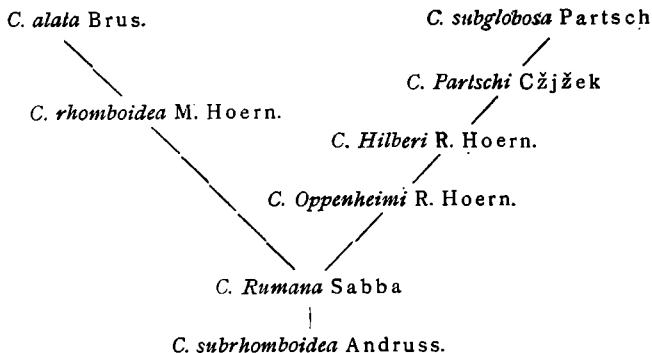 C. alata Brus.
C. subglobosa Partsch
C. Partschi Cžjžek
C. rhomboidea M. Hoern.
C. Hilberi R. Hoern.
C. Oppenheimi R. Hoern.
C. Rumana Sabba
C. subrhomboidea Andruss.